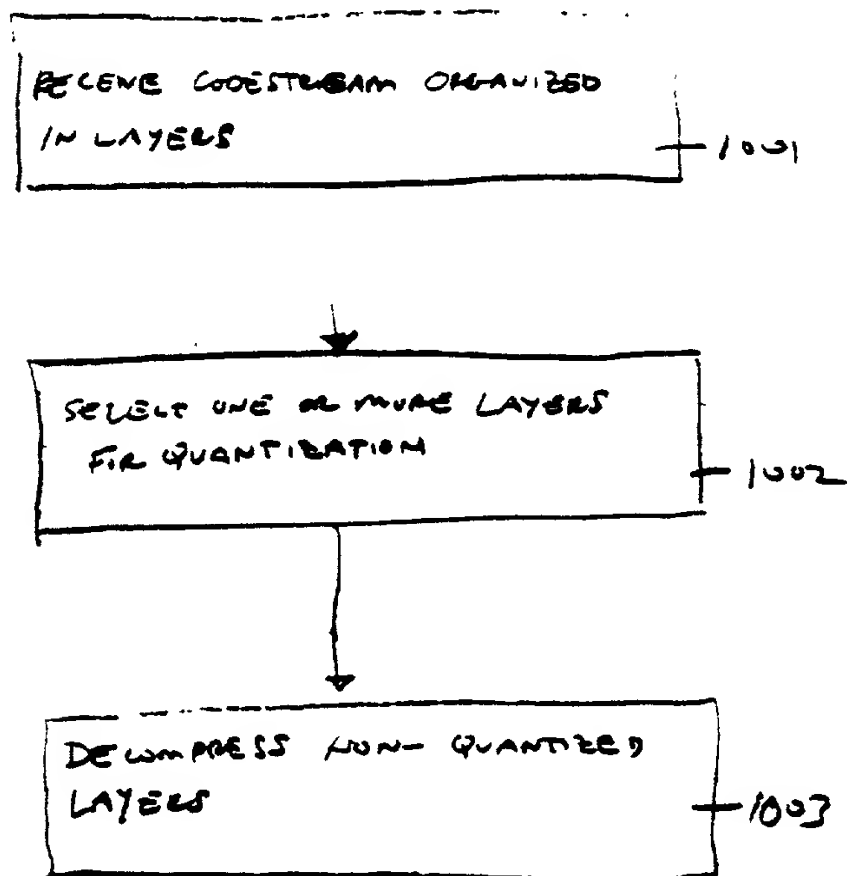 RECEIVE CODESTREAM ORGANIZED
IN LAYERS
1001
SELECT ONE OR MORE LAYERS
FOR QUANTIZATION
1002
DECOMPRESS NON-QUANTIZED
LAYERS
1003